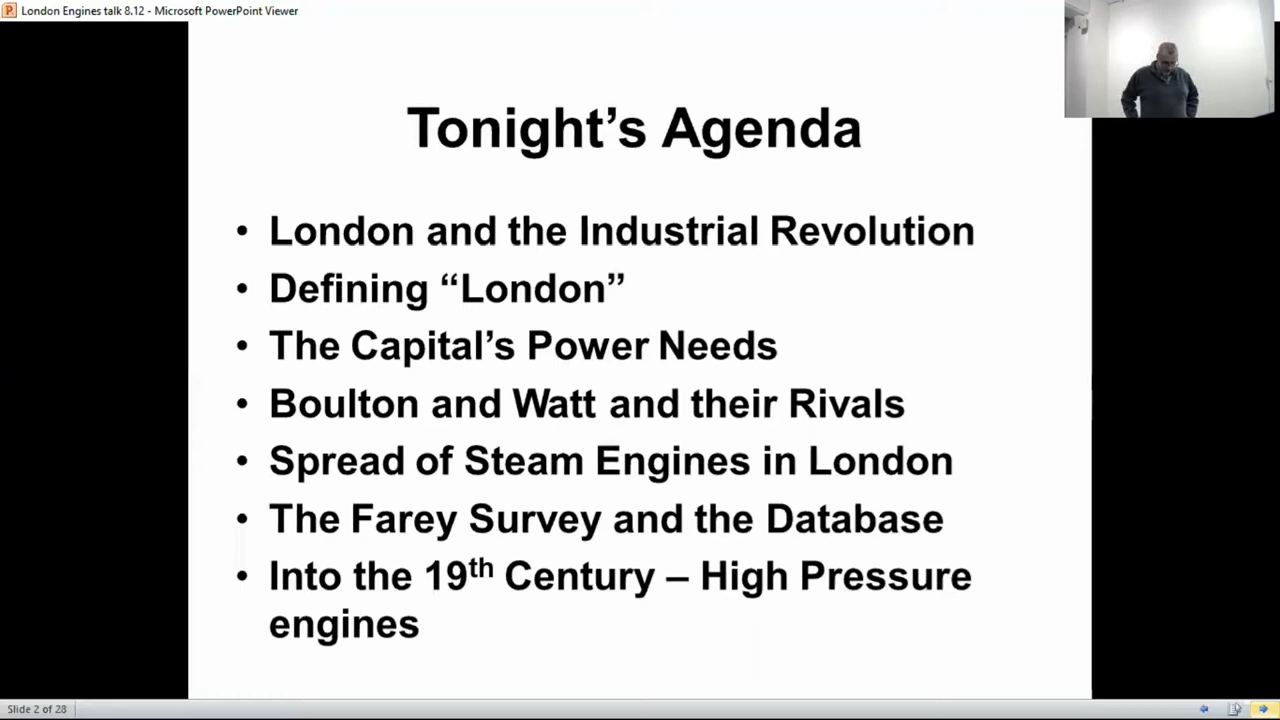 London Engines talk 8.12 - Microsoft PowerPoint Viewer
Tonight’s Agenda
• London and the Industrial Revolution
• Defining “London”
• The Capital’s Power Needs
• Boulton and Watt and their Rivals
• Spread of Steam Engines in London
• The Farey Survey and the Database
• Into the 19th Century – High Pressure
engines
Slide 2 of 28